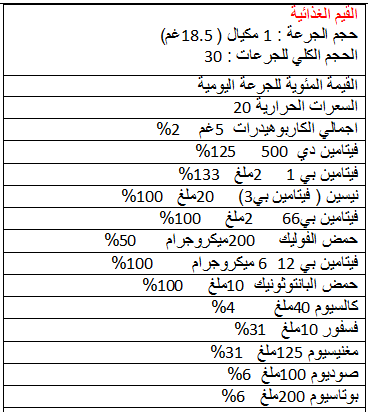 القيم الغذائية
حجم الجرعة : 1 مكيال ( 18.5غم)
الحجم الكلي للجرعات : 30
القيمة المئوية للجرعة اليومية
السعرات الحرارية 20
اجمالي الكاربوهيدرات 5غم 2%
فيتامين دي 500 125%
فيتامين بي 1 2ملغ 133%
نيسين ( فيتامين بي3) 20ملغ 100%
فيتامين بي66 2ملغ 100%
حمض الفوليك 200ميكروجرام 50%
فيتامين بي 12 6 ميكروجرام 100%
حمض البانتوثونيك 10ملغ 100%
كالسيوم 40ملغ 4%
فسفور 10ملغ 31%
مغنيسيوم 125ملغ 31%
صوديوم 100ملغ 6%
بوتاسيوم 200ملغ 6%